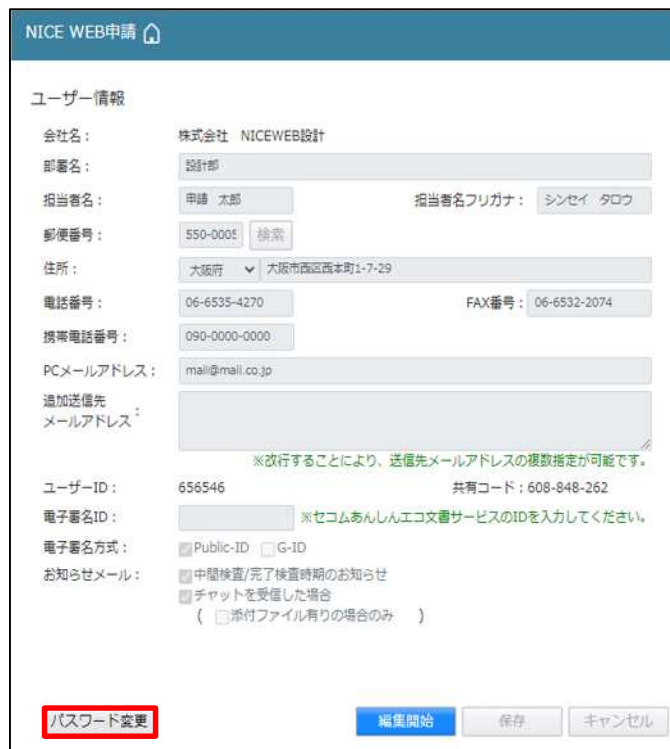 NICE WEB申請
ユーザー情報
会社名: 株式会社 NICEWEB設計
部署名: 設計部
担当者名: 申請 太郎 担当者名フリガナ: シンセイ タロウ
郵便番号: 550-0005 検索
住所: 大阪府 大阪市西区西本町1-7-29
電話番号: 06-6535-4270 FAX番号: 06-6532-2074
携帯電話番号: 090-0000-0000
PCメールアドレス: mail@mail.co.jp
追加送信先
メールアドレス:
※改行することにより、送信先メールアドレスの複数指定が可能です。
ユーザーID: 656546 共有コード:608-848-262
電子署名ID: ※セコムあんしんエコ文書サービスのIDを入力してください。
電子署名方式: Public-ID G-ID
お知らせメール: 中間検査/完了検査時期のお知らせ
チャットを受信した場合
( 添付ファイル有りの場合のみ )
パスワード変更 編集開始 保存 キャンセル